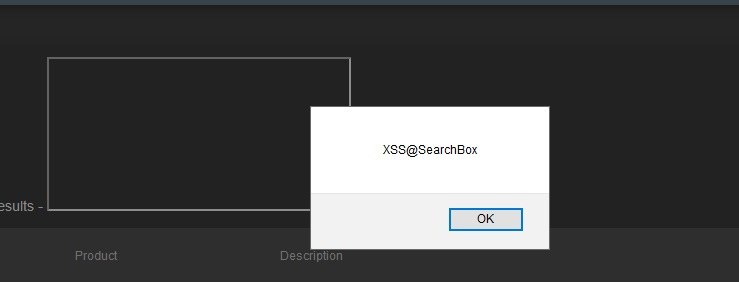 XSS@SearchBox
esults -
OK
Product Description